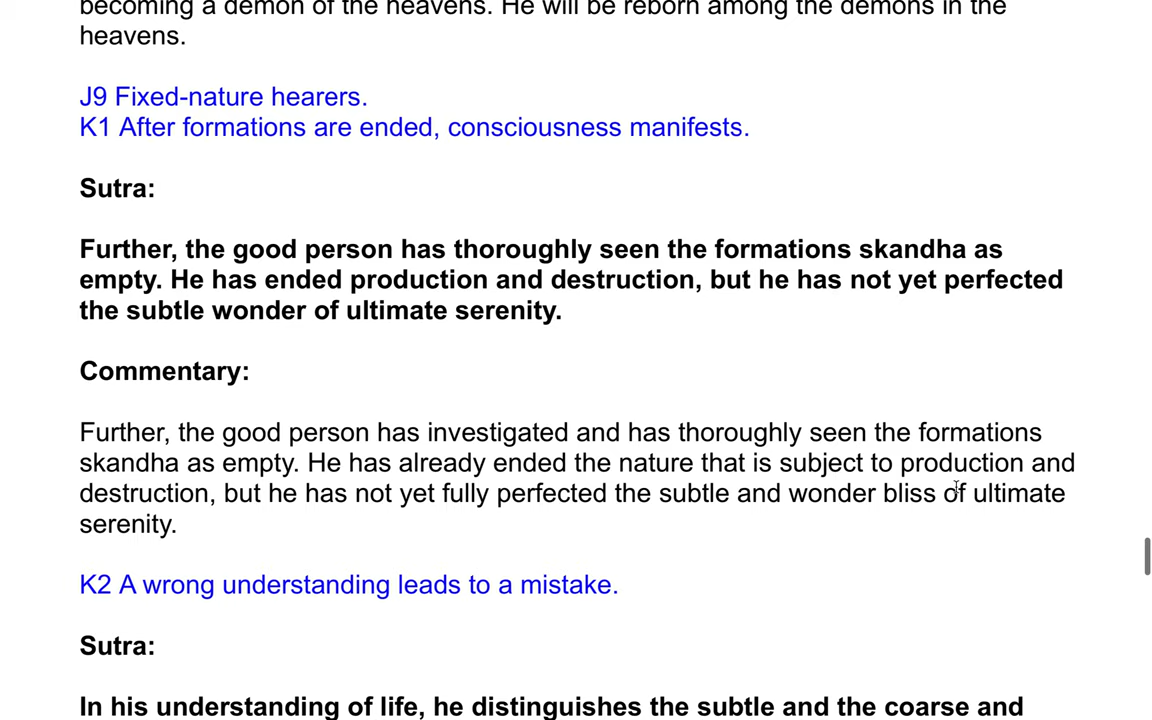 becoming a demon of the heavens. He will be reborn among the demons in the
heavens.
J9 Fixed-nature hearers.
K1 After formations are ended, consciousness manifests.
Sutra:
Further, the good person has thoroughly seen the formations skandha as
empty. He has ended production and destruction, but he has not yet perfected
the subtle wonder of ultimate serenity.
Commentary:
Further, the good person has investigated and has thoroughly seen the formations
skandha as empty. He has already ended the nature that is subject to production and
destruction, but he has not yet fully perfected the subtle and wonder bliss of ultimate
serenity.
K2 A wrong understanding leads to a mistake.
Sutra:
In his understanding of life, he distinguishes the subtle and the coarse and